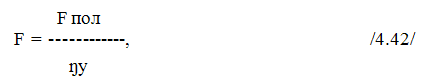 F пол
F = ------------, /4.42/
ηу